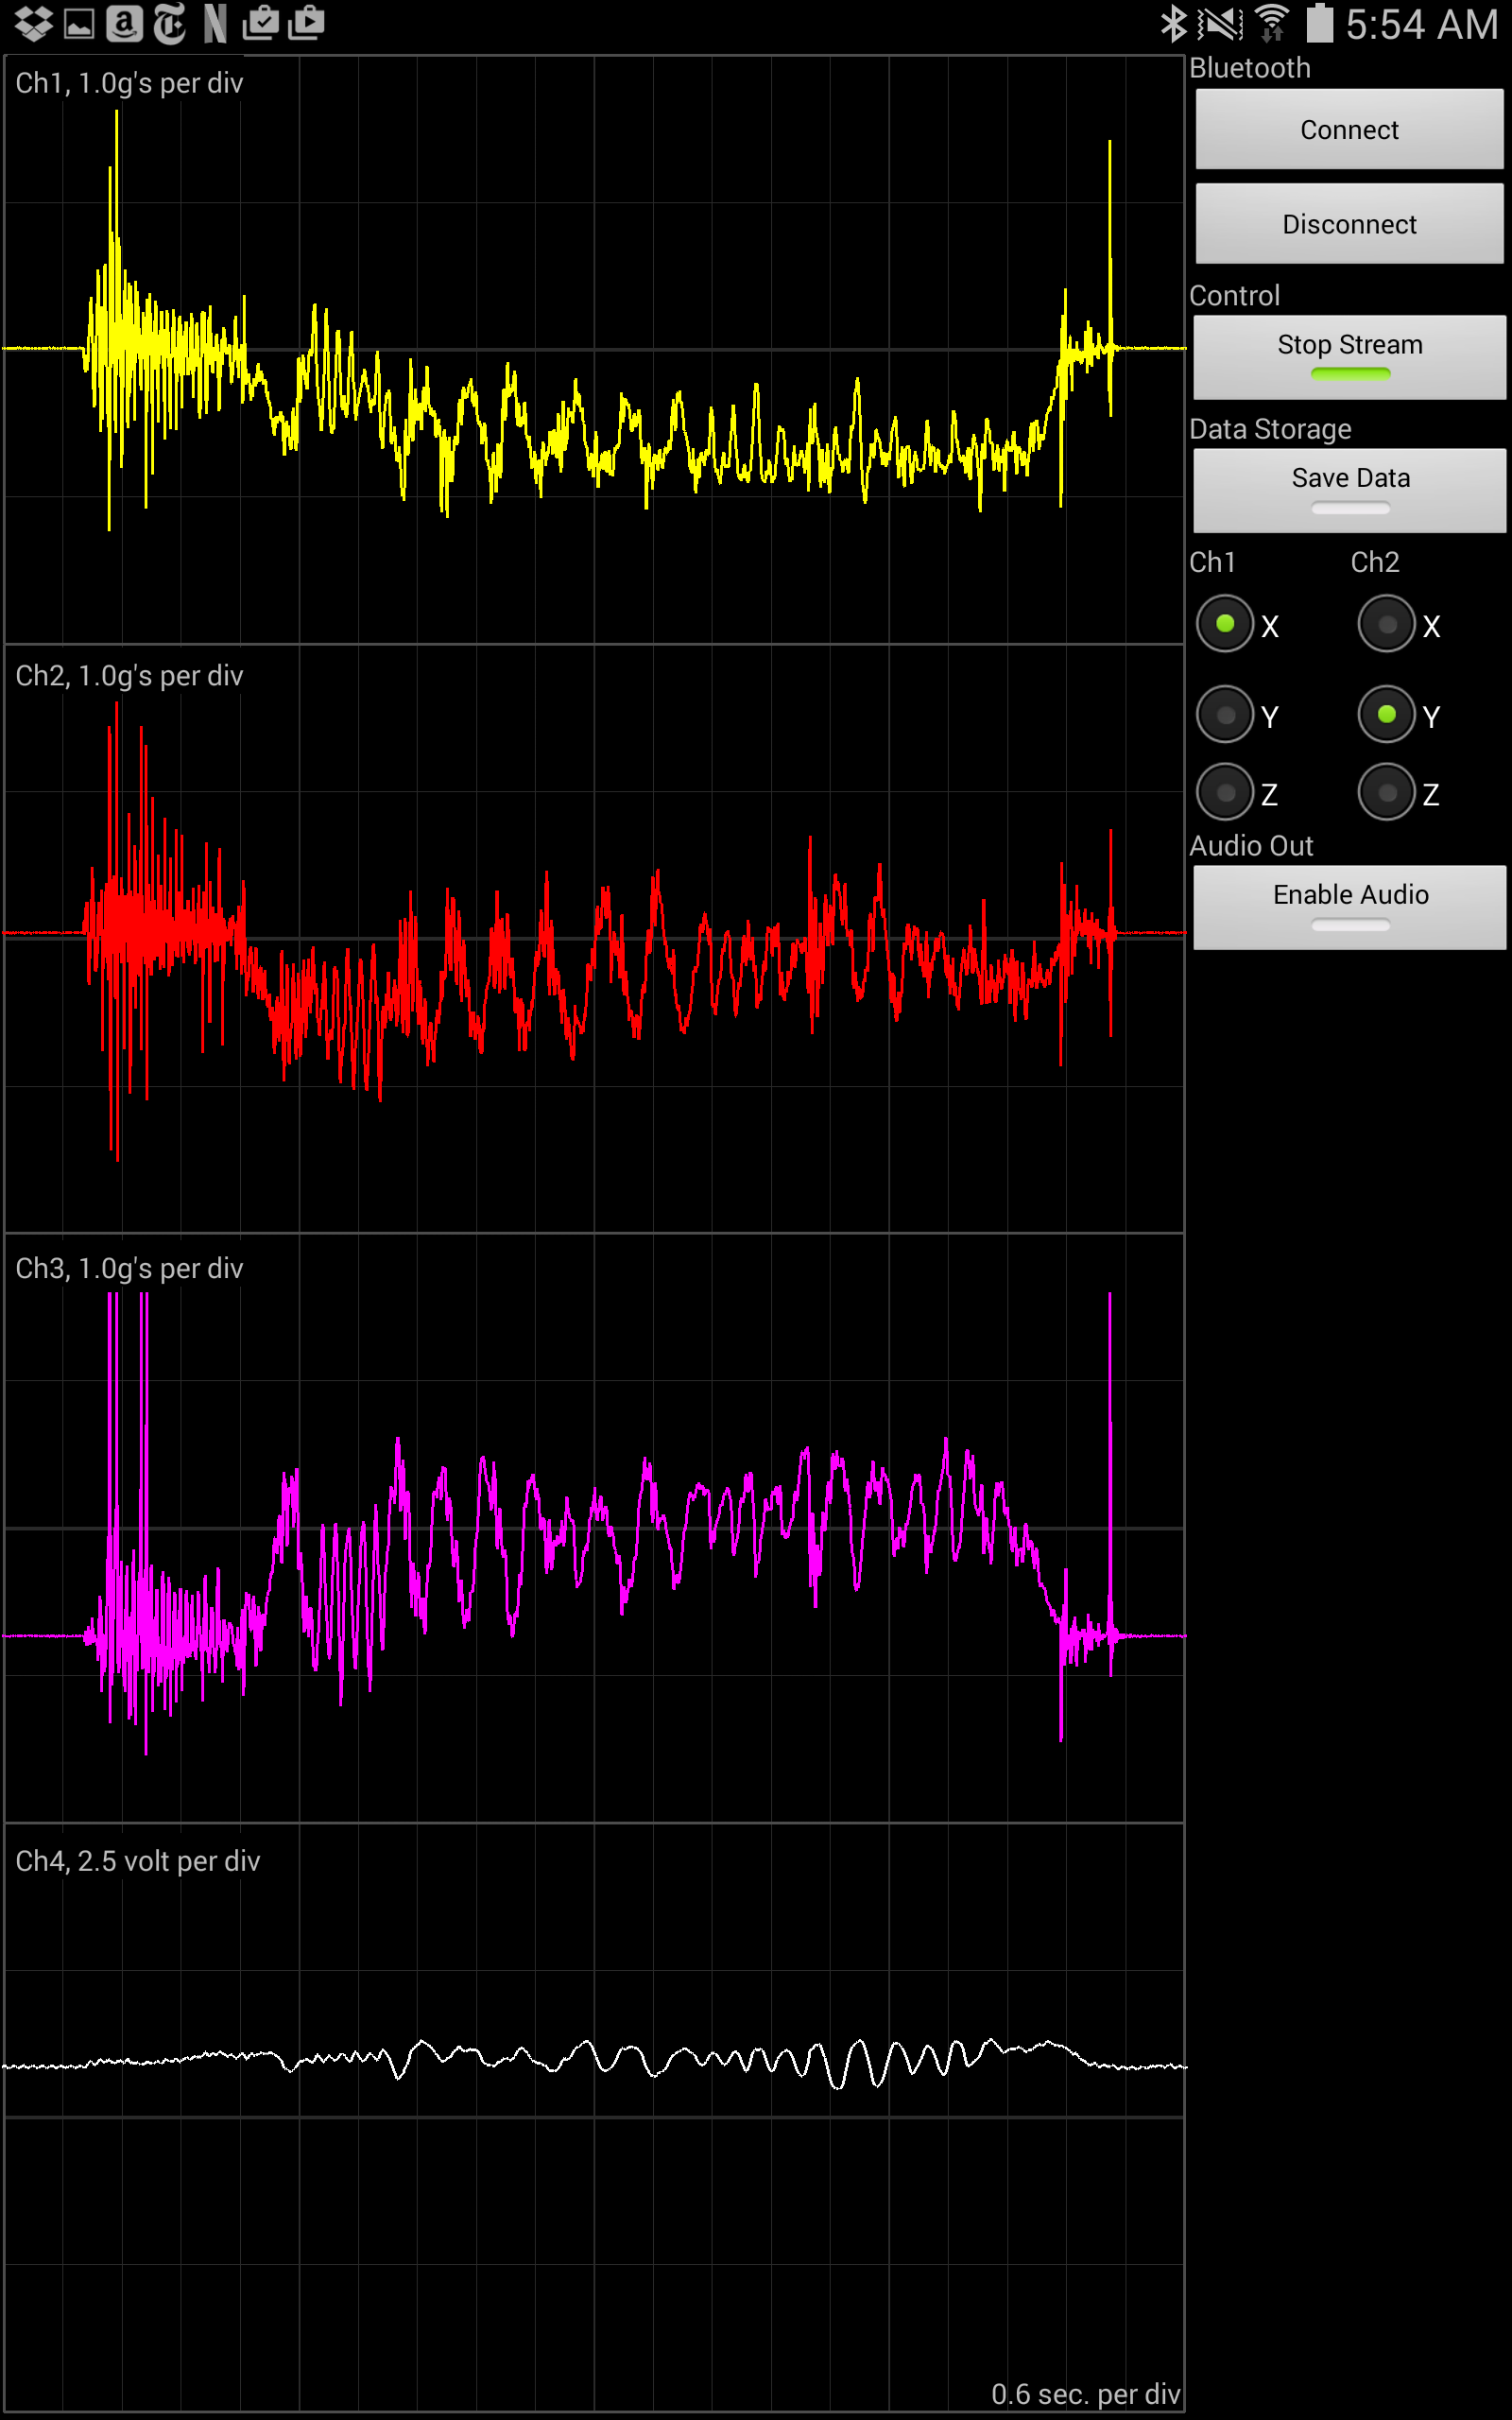 5:54 AM
Ch1, 1.0g's per div
Ch2, 1.0g's per div
Ch3, 1.0g's per div
Ch4, 2.5 volt per div
0.6 sec. per div
Bluetooth
Connect
Disconnect
Control
Stop Stream
Data Storage
Save Data
Ch1 Ch2
X X
Y Y
Z Z
Audio Out
Enable Audio